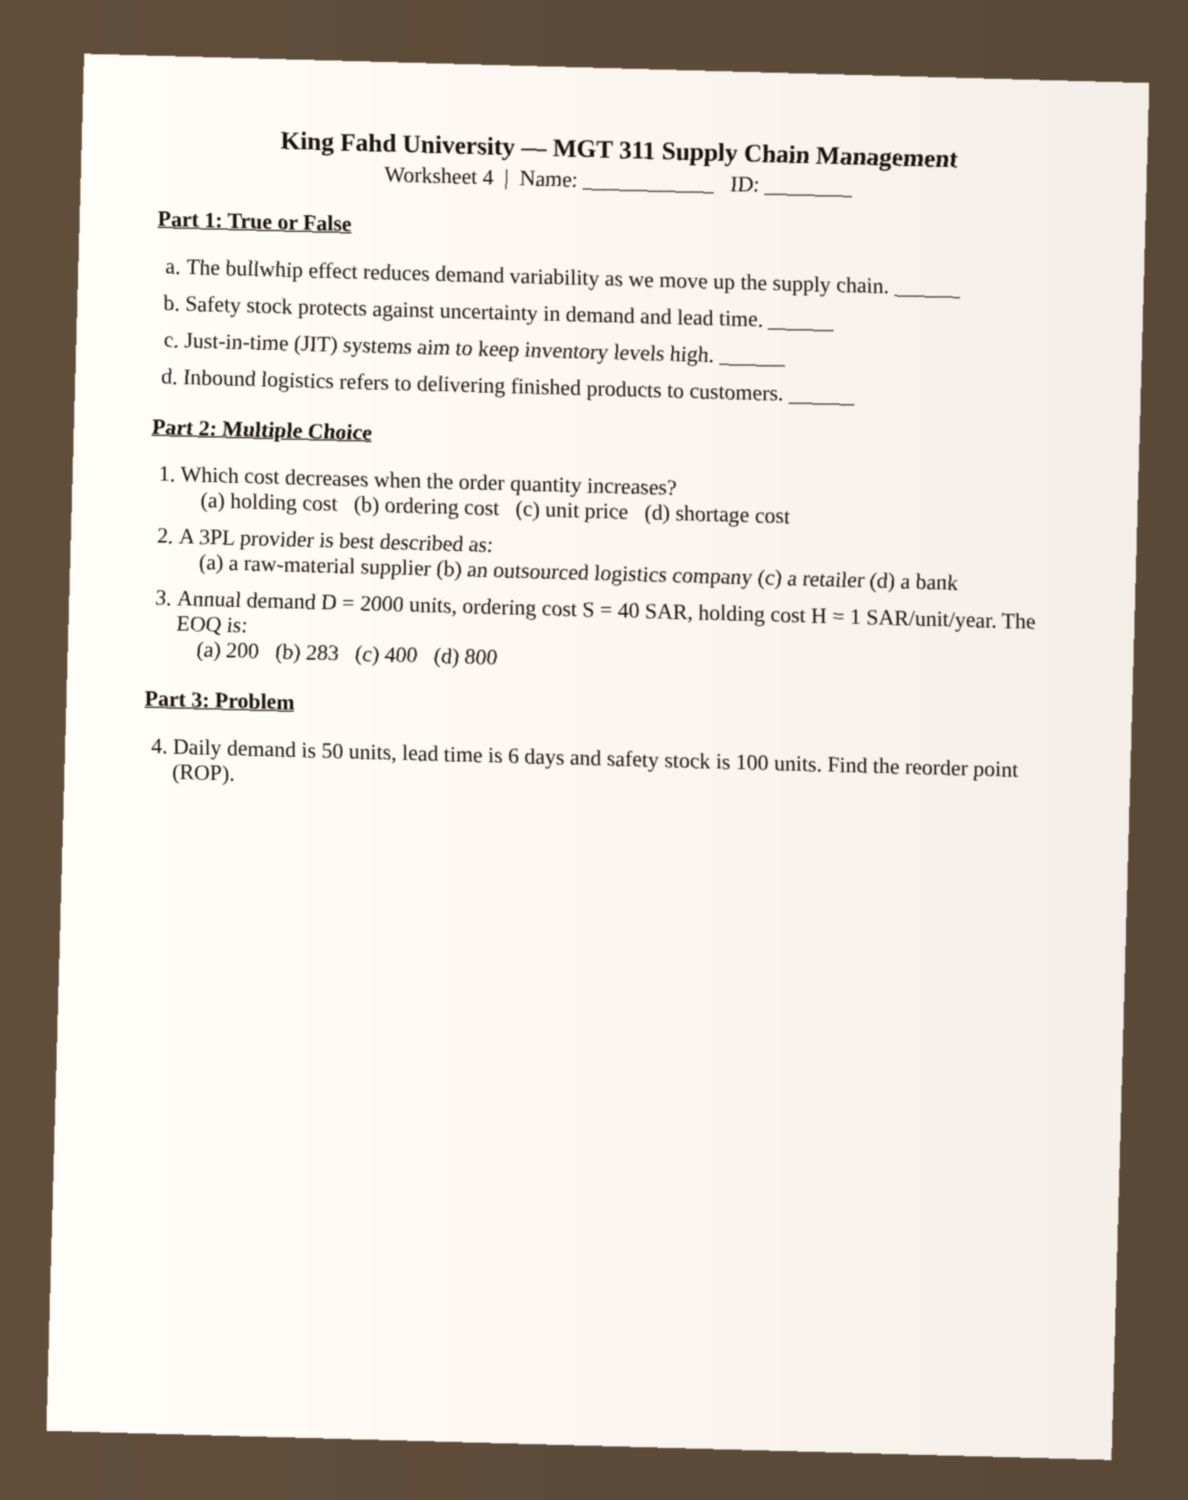 King Fahd University — MGT 311 Supply Chain Management
Worksheet 4 | Name: ____________ ID: ________
Part 1: True or False
a. The bullwhip effect reduces demand variability as we move up the supply chain. ______
b. Safety stock protects against uncertainty in demand and lead time. ______
c. Just-in-time (JIT) systems aim to keep inventory levels high. ______
d. Inbound logistics refers to delivering finished products to customers. ______
Part 2: Multiple Choice
1. Which cost decreases when the order quantity increases?
(a) holding cost (b) ordering cost (c) unit price (d) shortage cost
2. A 3PL provider is best described as:
(a) a raw-material supplier (b) an outsourced logistics company (c) a retailer (d) a bank
3. Annual demand D = 2000 units, ordering cost S = 40 SAR, holding cost H = 1 SAR/unit/year. The
EOQ is:
(a) 200 (b) 283 (c) 400 (d) 800
Part 3: Problem
4. Daily demand is 50 units, lead time is 6 days and safety stock is 100 units. Find the reorder point
(ROP).